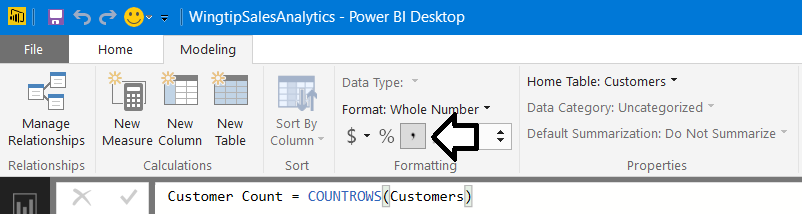 WingtipSalesAnalytics - Power BI Desktop
File Home Modeling
Manage Relationships
New Measure
New Column
New Table
Sort By Column
Data Type:
Format: Whole Number
$ % ,
Home Table: Customers
Data Category: Uncategorized
Default Summarization: Do Not Summarize
Relationships Calculations Sort Formatting Properties
Customer Count = COUNTROWS(Customers)